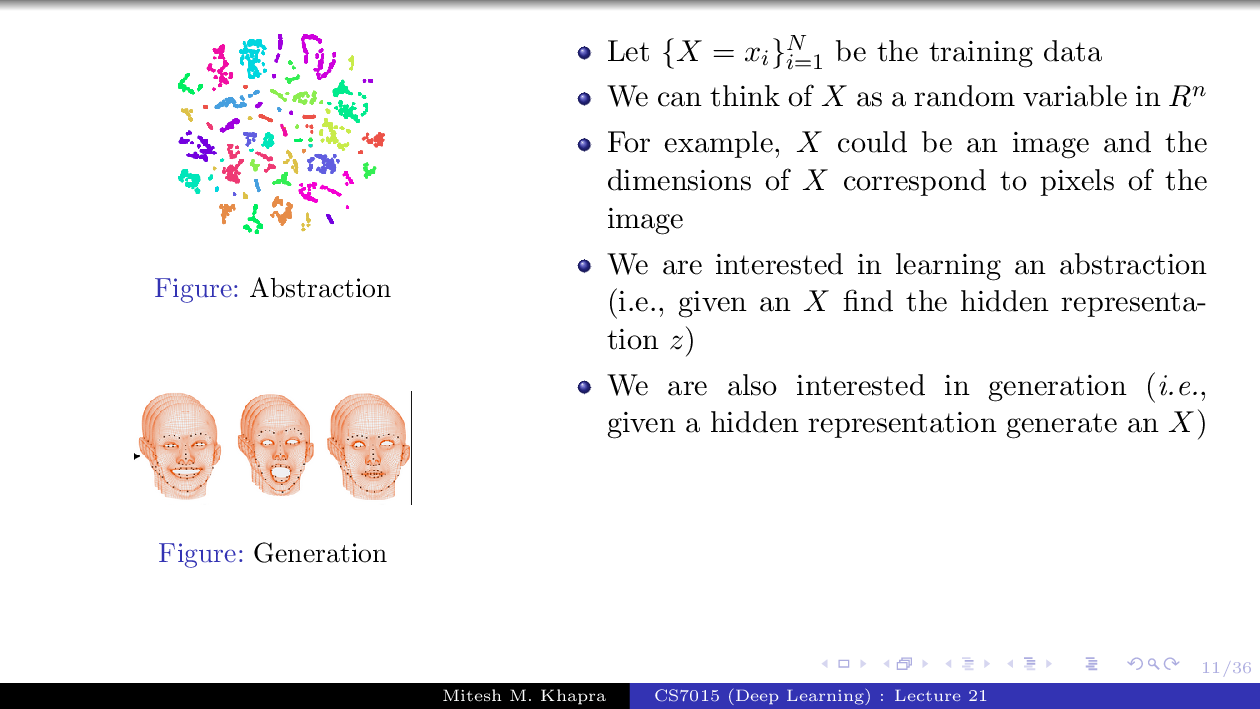 Let {X = x_i}_{i=1}^N be the training data
We can think of X as a random variable in R^n
For example, X could be an image and the
dimensions of X correspond to pixels of the
image
We are interested in learning an abstraction
(i.e., given an X find the hidden representa-
tion z)
We are also interested in generation (i.e.,
given a hidden representation generate an X)
Figure: Abstraction
Figure: Generation
11/36
Mitesh M. Khapra
CS7015 (Deep Learning) : Lecture 21